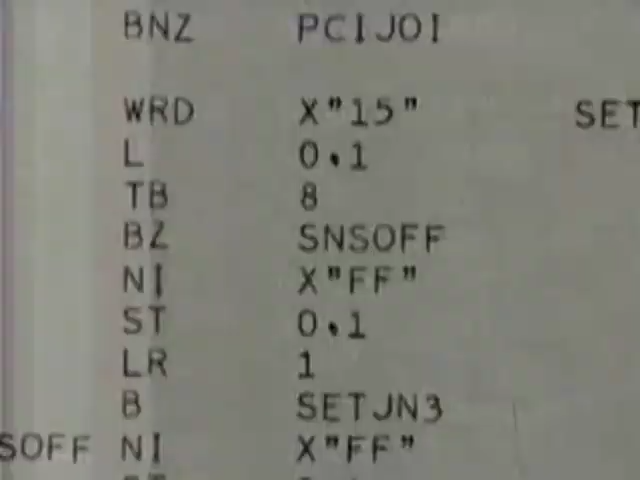 BNZ PCIJOI
WRD X"15" SET
L 0.1
TB 8
BZ SNSOFF
NI X"FF"
ST 0.1
LR 1
B SETJN3
SOFF NI X"FF"